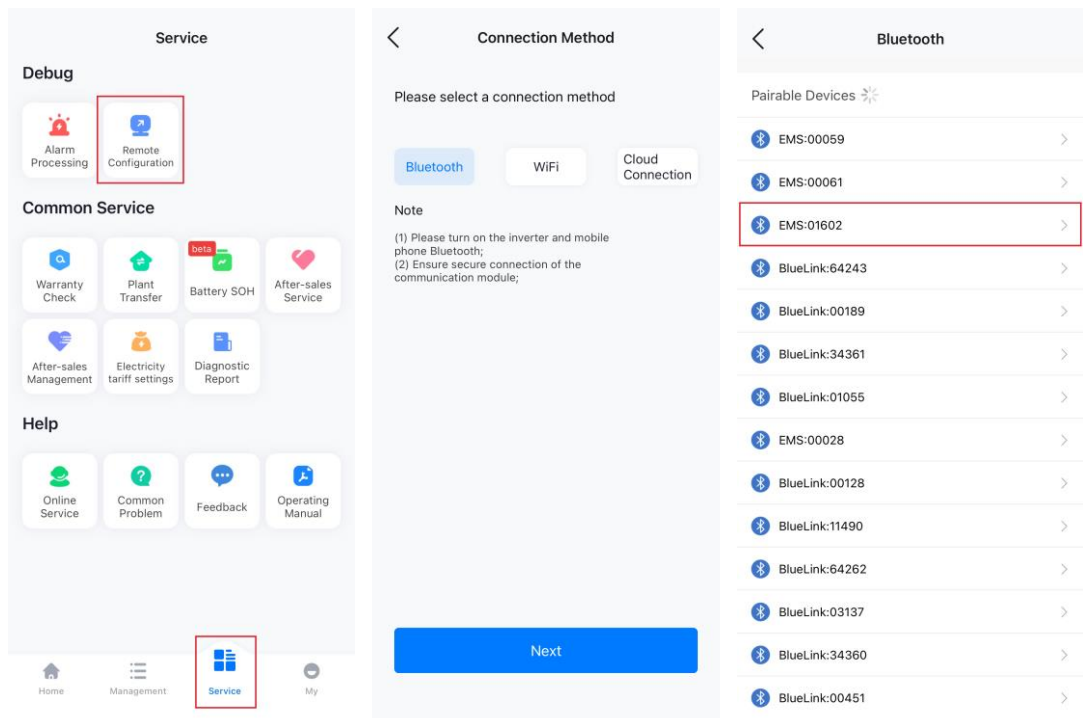 Service
Debug
Alarm
Processing
Remote
Configuration
Common Service
Warranty
Check
Plant
Transfer
beta
Battery SOH
After-sales
Service
After-sales
Management
Electricity
tariff settings
Diagnostic
Report
Help
Online
Service
Common
Problem
Feedback
Operating
Manual
Home
Management
Service
My
Connection Method
Please select a connection method
Bluetooth
WiFi
Cloud
Connection
Note
(1) Please turn on the inverter and mobile
phone Bluetooth;
(2) Ensure secure connection of the
communication module;
Next
Bluetooth
Pairable Devices
EMS:00059
EMS:00061
EMS:01602
BlueLink:64243
BlueLink:00189
BlueLink:34361
BlueLink:01055
EMS:00028
BlueLink:00128
BlueLink:11490
BlueLink:64262
BlueLink:03137
BlueLink:34360
BlueLink:00451